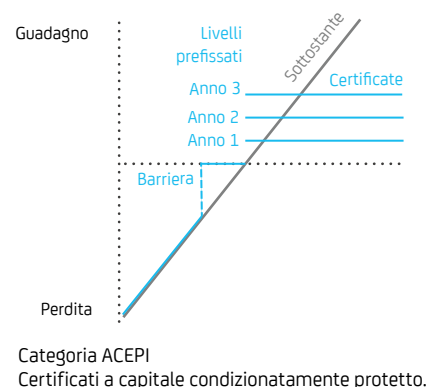 Guadagno
Livelli
prefissati
Sottostante
Anno 3
Certificate
Anno 2
Anno 1
Barriera
Perdita
Categoria ACEPI
Certificati a capitale condizionatamente protetto.